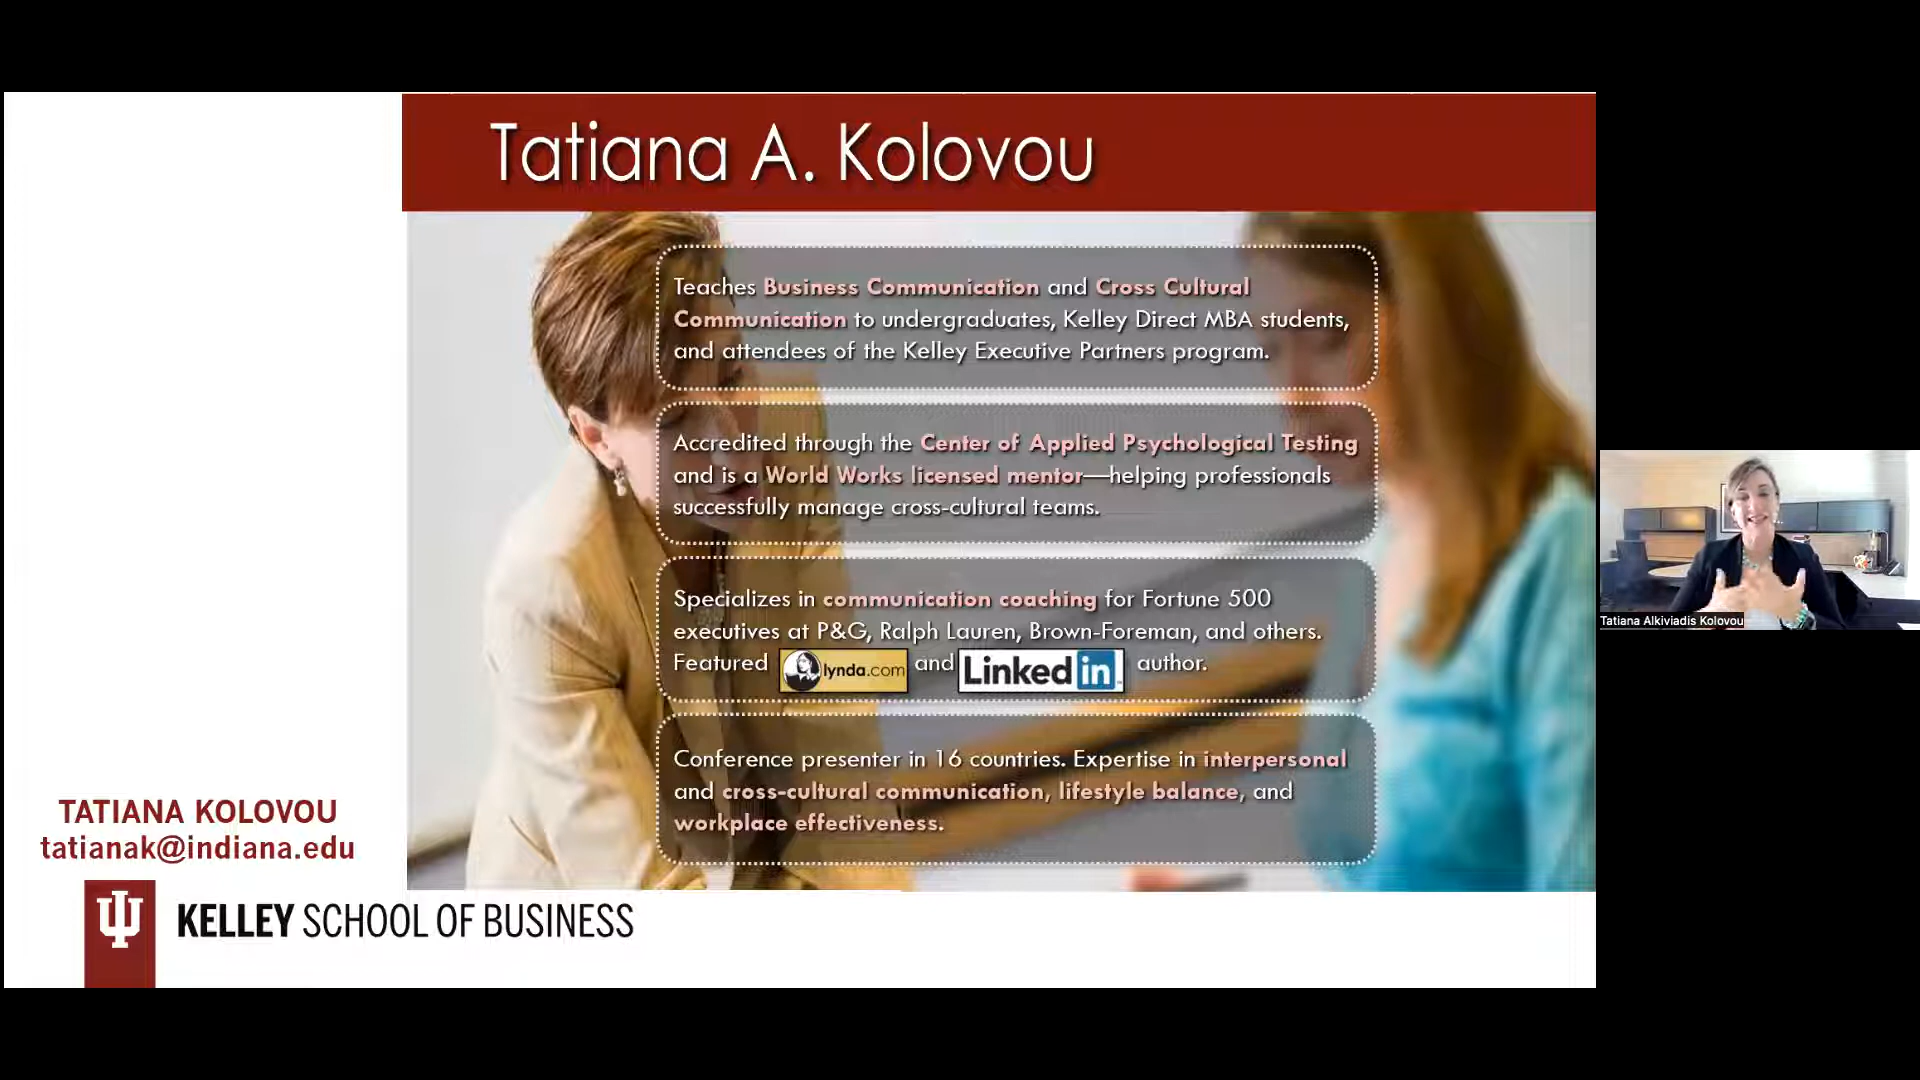 Tatiana A. Kolovou
Teaches Business Communication and Cross Cultural
Communication to undergraduates, Kelley Direct MBA students,
and attendees of the Kelley Executive Partners program.
Accredited through the Center of Applied Psychological Testing
and is a World Works licensed mentor—helping professionals
successfully manage cross-cultural teams.
Specializes in communication coaching for Fortune 500
executives at P&G, Ralph Lauren, Brown-Foreman, and others.
Featured lynda.com and Linked in author.
Conference presenter in 16 countries. Expertise in interpersonal
and cross-cultural communication, lifestyle balance, and
workplace effectiveness.
TATIANA KOLOVOU
tatianak@indiana.edu
KELLEY SCHOOL OF BUSINESS
Tatiana Alkiviadis Kolovou